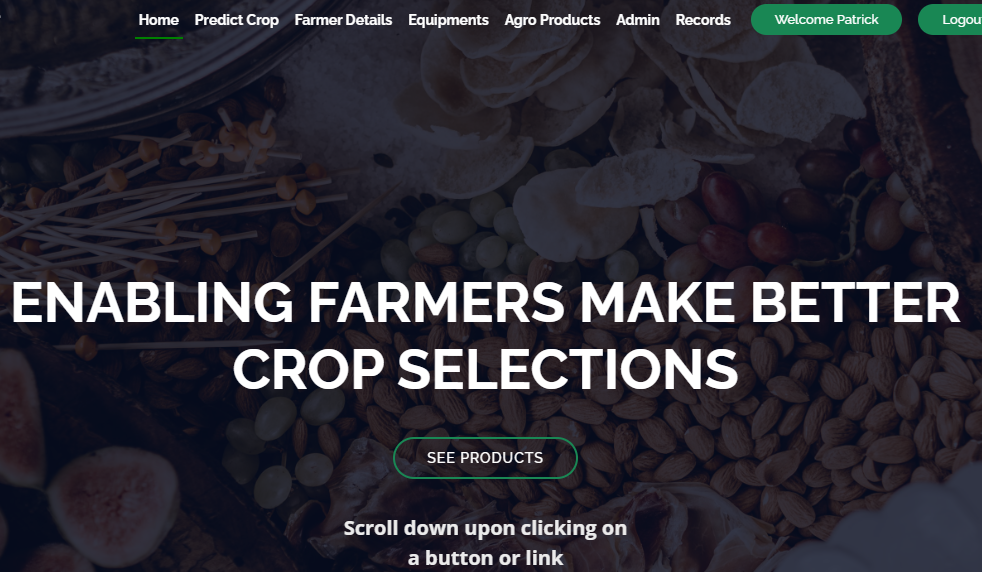 Home Predict Crop Farmer Details Equipments Agro Products Admin Records Welcome Patrick Logou
ENABLING FARMERS MAKE BETTER
CROP SELECTIONS
SEE PRODUCTS
Scroll down upon clicking on
a button or link